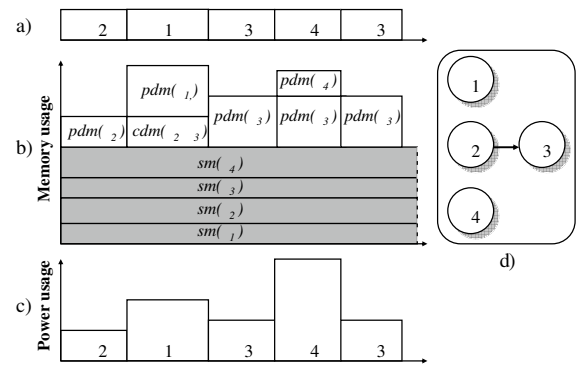 a)
2 1 3 4 3
Memory usage
b)
pdm( 4)
pdm( 1,)
pdm( 3) pdm( 3) pdm( 3)
pdm( 2) cdm( 2 3)
sm( 4)
sm( 3)
sm( 2)
sm( 1)
1
2 3
4
d)
Power usage
c)
2 1 3 4 3